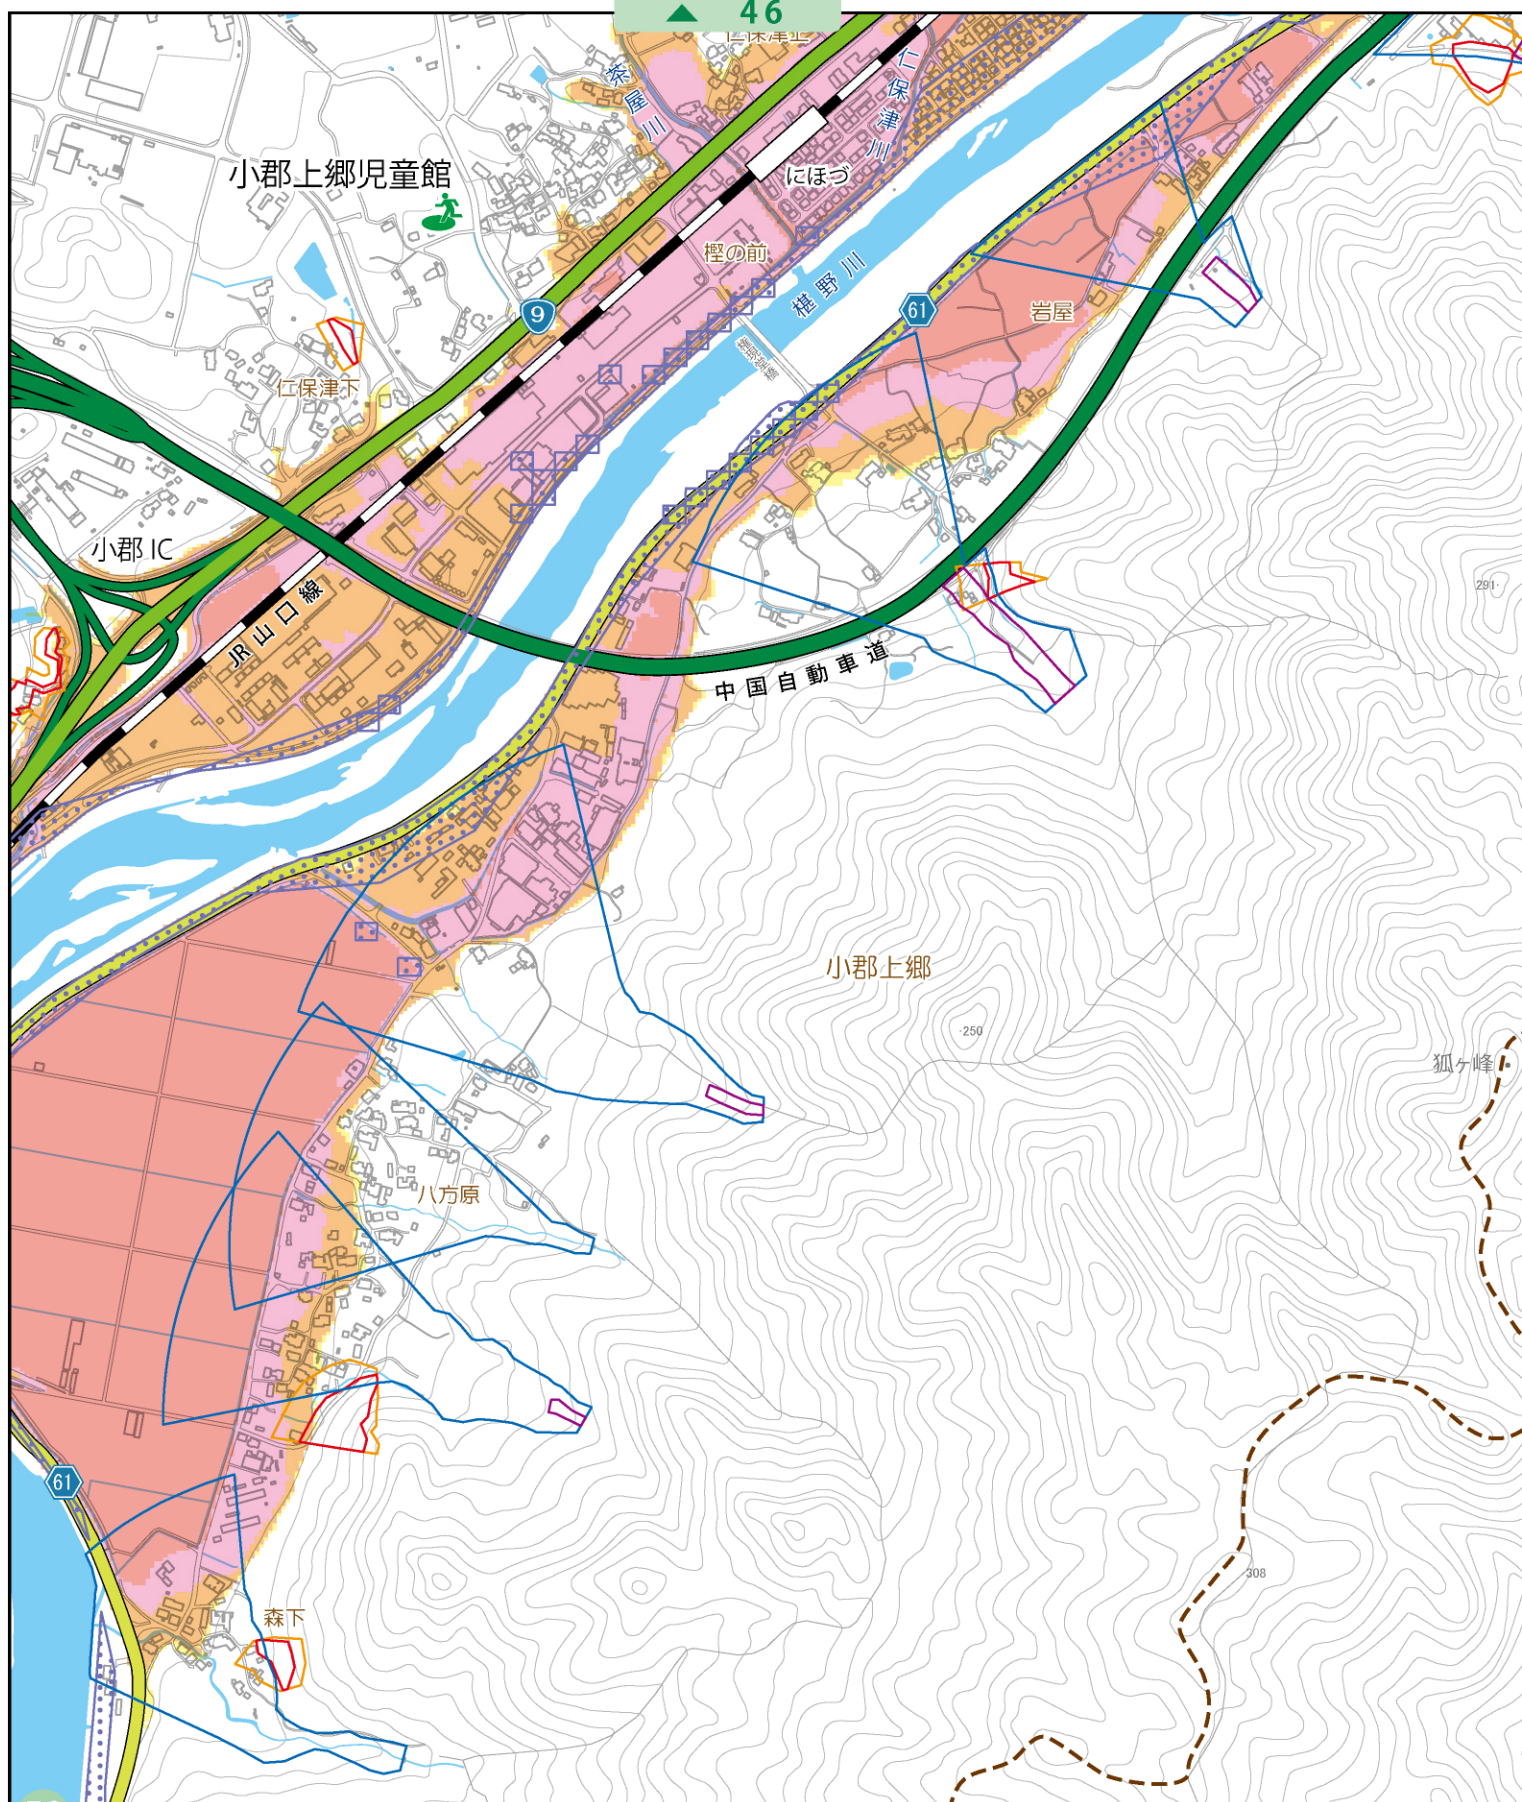 46
仁保津上
茶屋川
仁保津川
小郡上郷児童館
にほづ
樫の前
椹野川
9
61
岩屋
仁保津下
小郡 IC
JR山口線
中国自動車道
291
小郡上郷
250
狐ヶ峰
八方原
61
308
森下